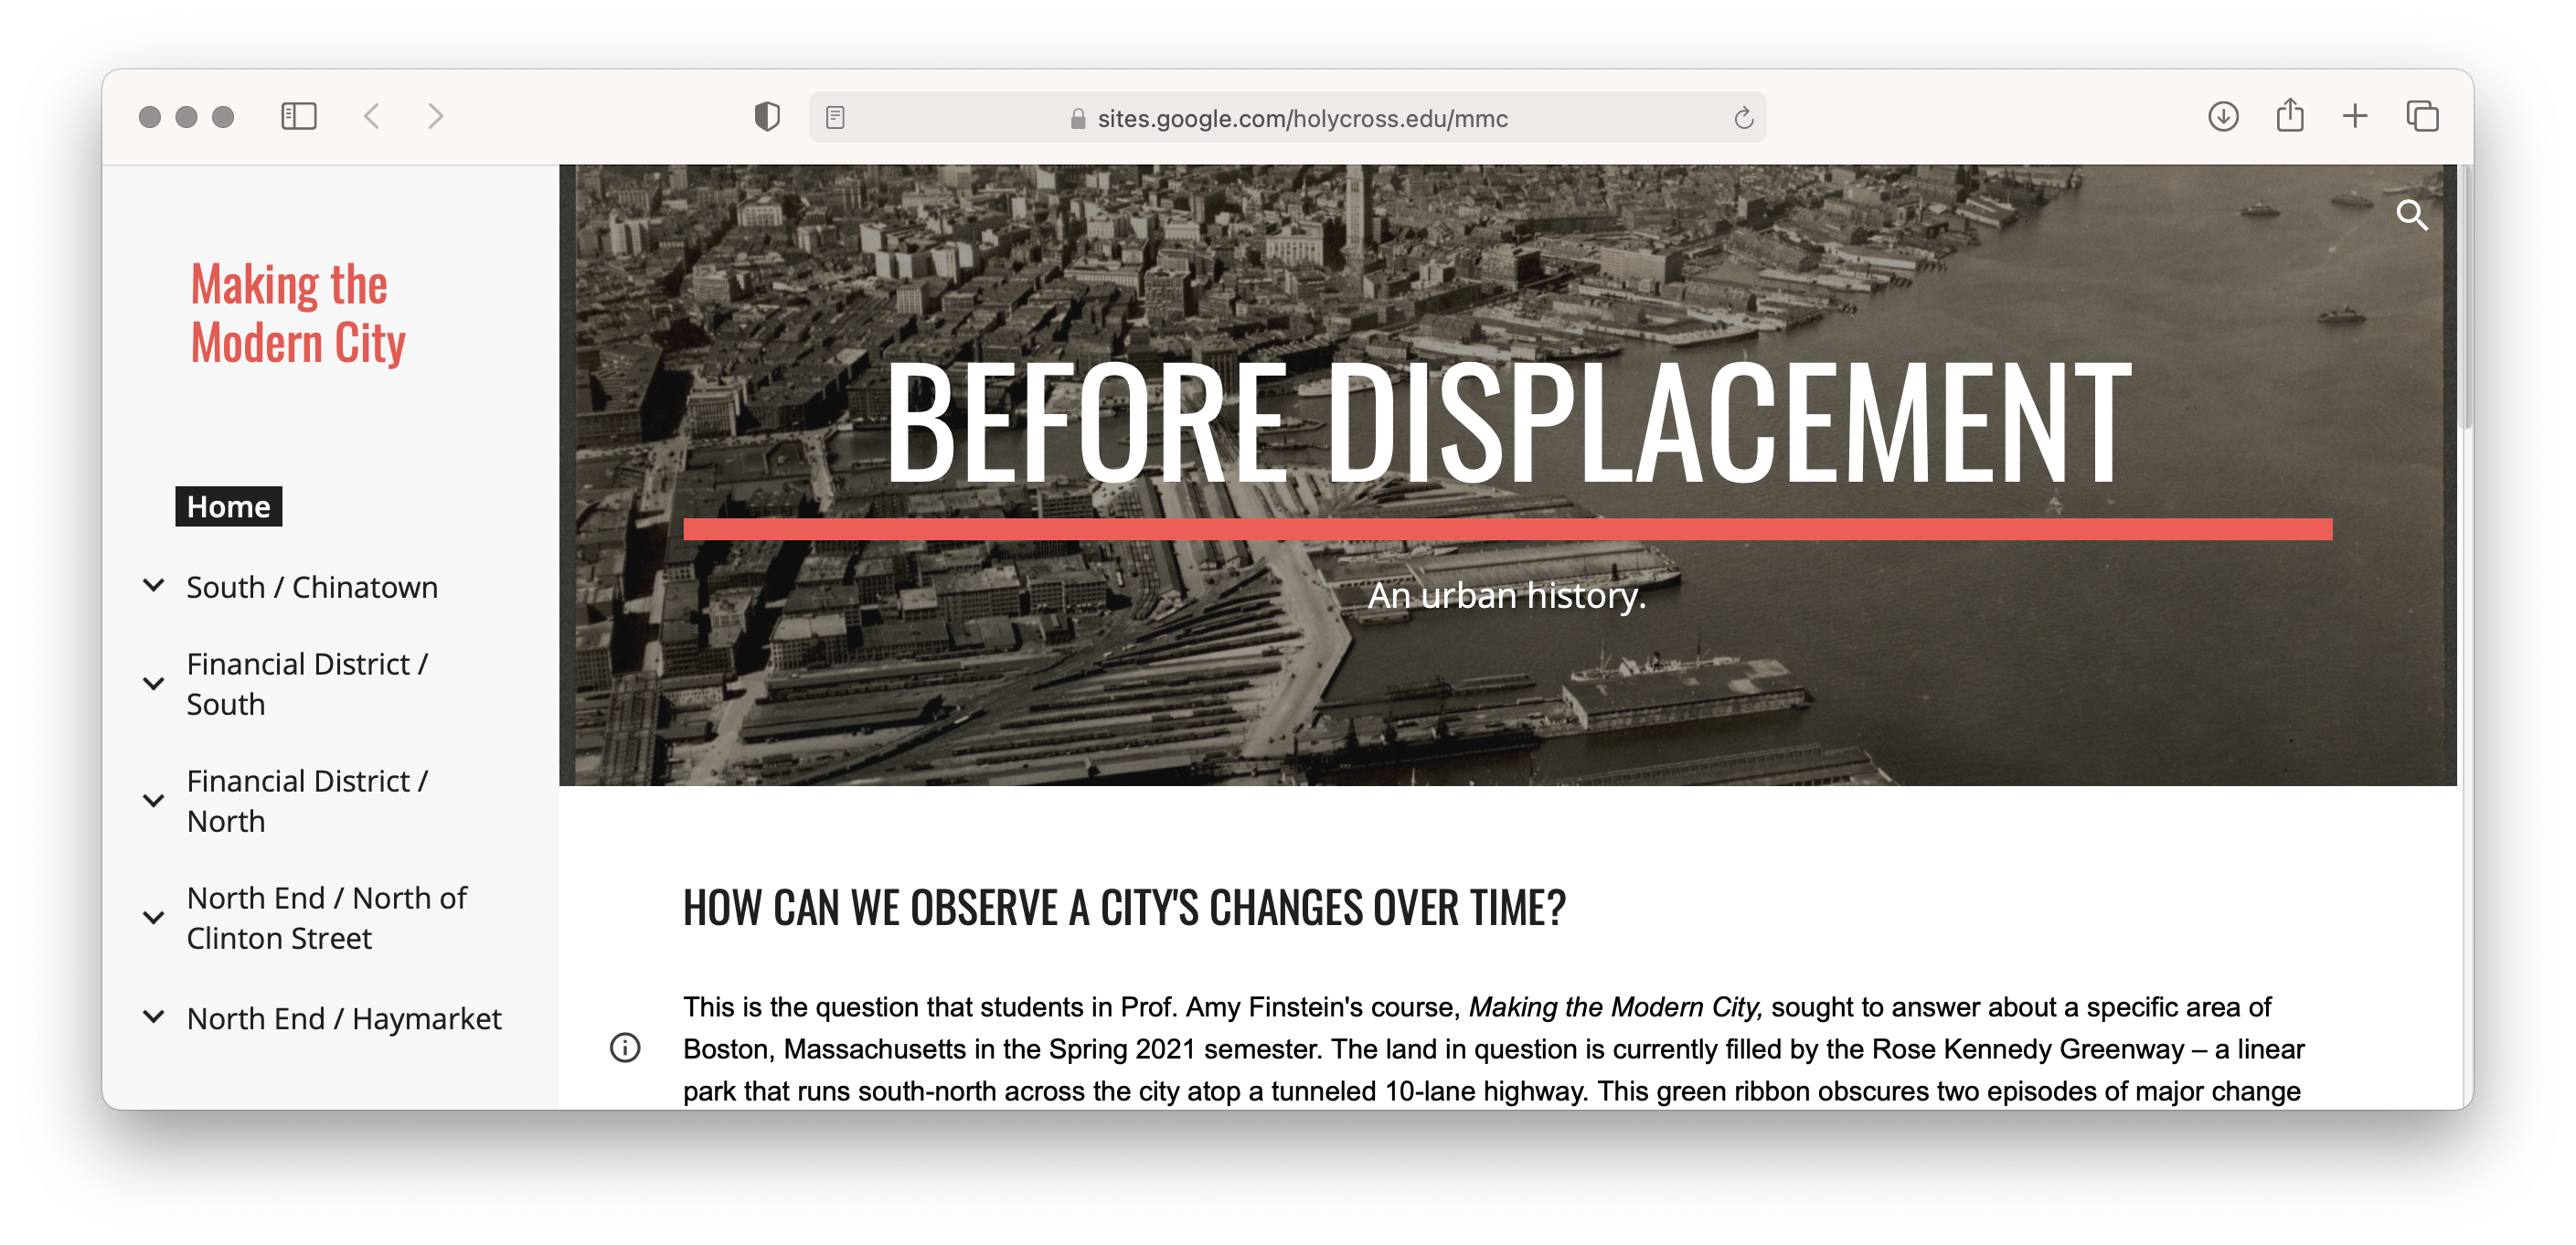 sites.google.com/holycross.edu/mmc
Making the
Modern City
Home
South / Chinatown
Financial District /
South
Financial District /
North
North End / North of
Clinton Street
North End / Haymarket
BEFORE DISPLACEMENT
An urban history.
HOW CAN WE OBSERVE A CITY'S CHANGES OVER TIME?
This is the question that students in Prof. Amy Finstein's course, Making the Modern City, sought to answer about a specific area of
Boston, Massachusetts in the Spring 2021 semester. The land in question is currently filled by the Rose Kennedy Greenway – a linear
park that runs south-north across the city atop a tunneled 10-lane highway. This green ribbon obscures two episodes of major change